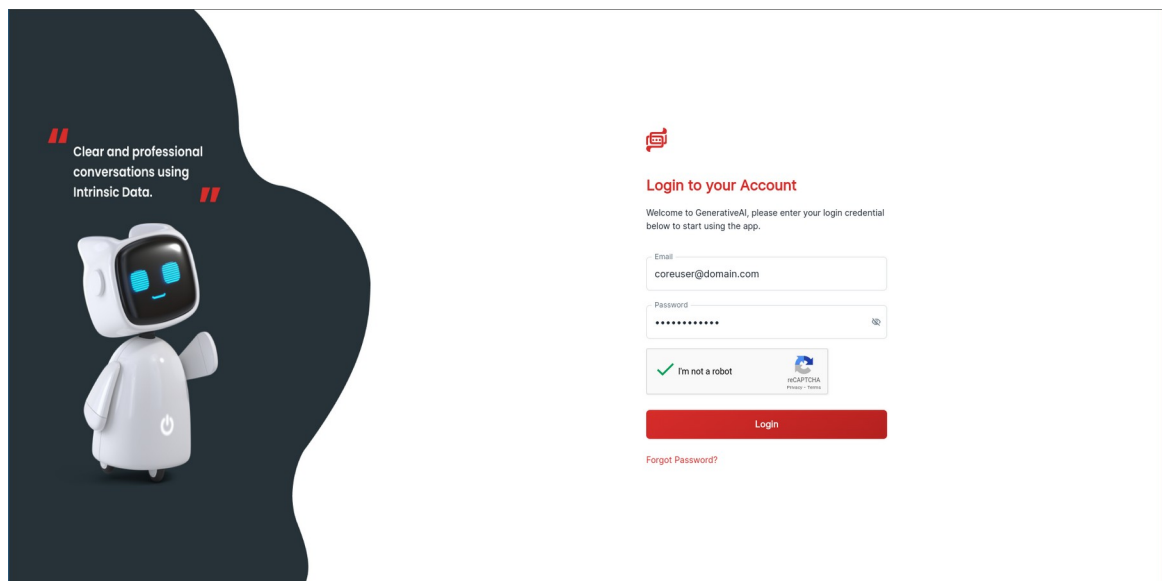 Clear and professional
conversations using
Intrinsic Data.
Login to your Account
Welcome to GenerativeAI, please enter your login credential
below to start using the app.
Email
coreuser@domain.com
Password
••••••••••••
I'm not a robot
reCAPTCHA
Privacy - Terms
Login
Forgot Password?